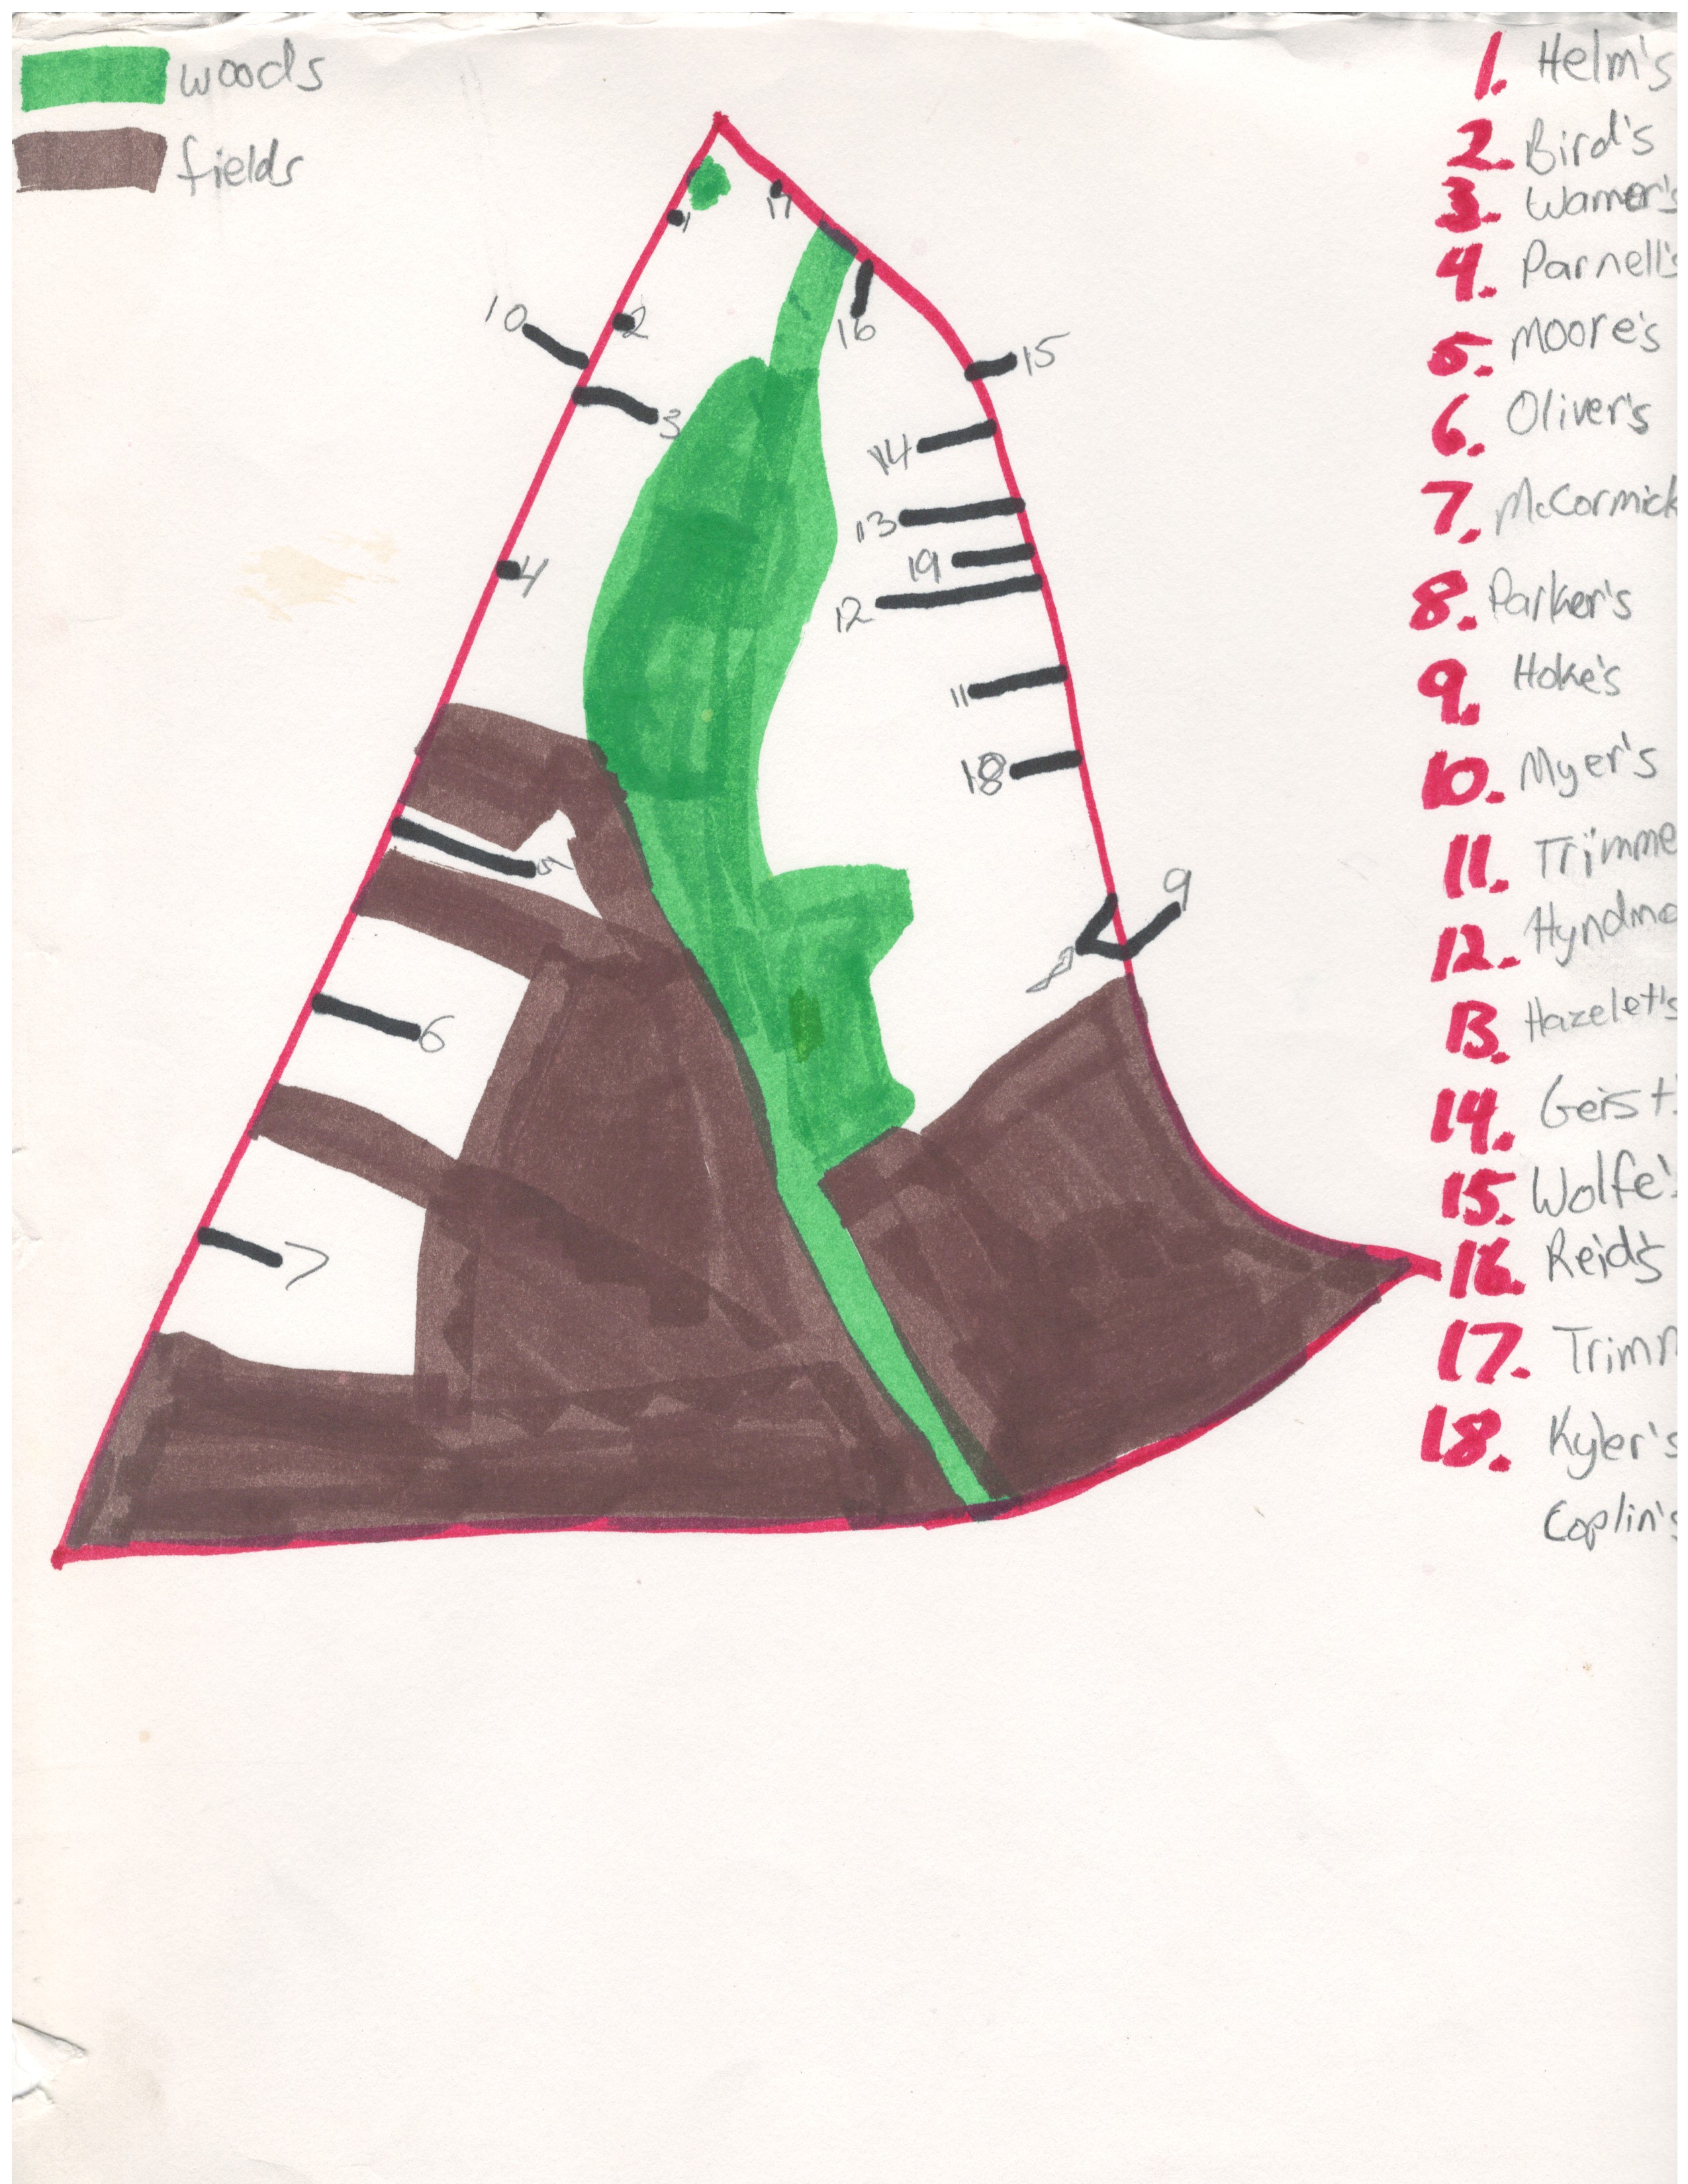 woods
fields
1. Helm's
2. Bird's
3. Warner's
4. Parnell's
5. Moore's
6. Oliver's
7. McCormick
8. Parker's
9. Hoke's
10. Myer's
11. Trimme
12. Hyndma
13. Hazelet's
14. Geist'
15. Wolfe's
16. Reid's
17. Trimm
18. Kyler's
Coplin's
1
17
2
10
16
3
15
14
4
13
19
12
11
18
5
9
8
6
7